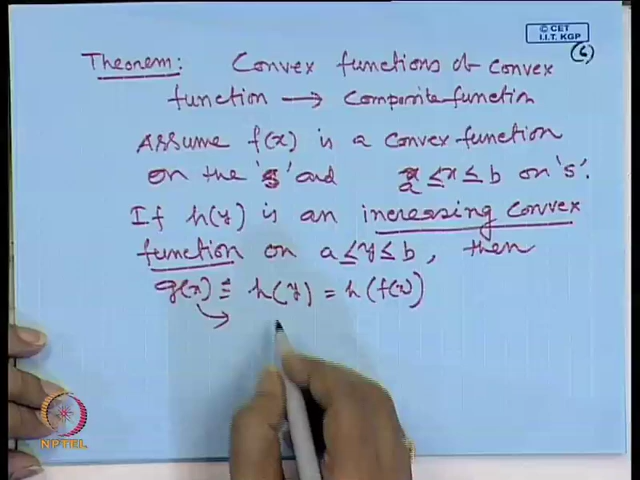 © CET
I.I.T. KGP
6
Theorem: Convex functions of convex
function → Composite function
Assume f(x) is a convex function
on the 's' and a ≤ x ≤ b on 's'.
If h(y) is an increasing convex
function on a ≤ y ≤ b, then
g(x) ≜ h(y) = h(f(x))
NPTEL